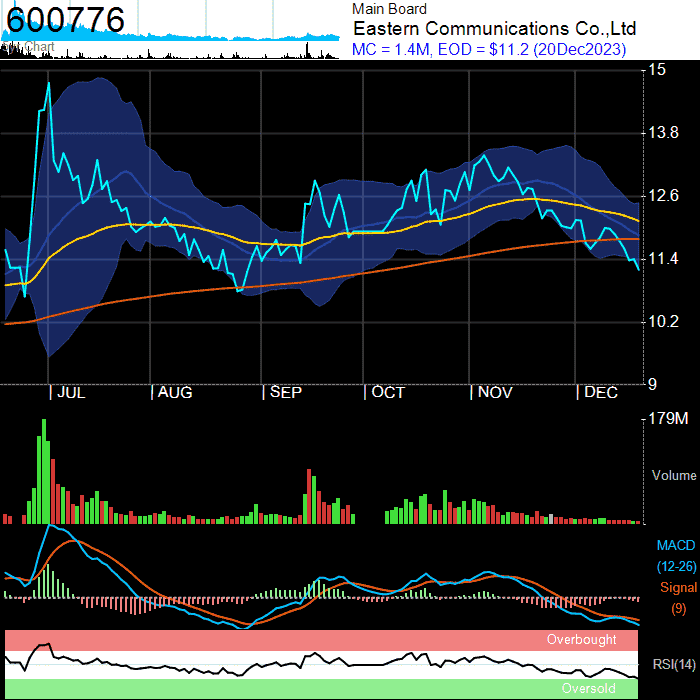 600776
Chart
Main Board
Eastern Communications Co.,Ltd
MC = 1.4M, EOD = $11.2 (20Dec2023)
15
13.8
12.6
11.4
10.2
9
| JUL | AUG | SEP | OCT | NOV | DEC
179M
Volume
MACD
(12-26)
Signal
(9)
Overbought
RSI(14)
Oversold